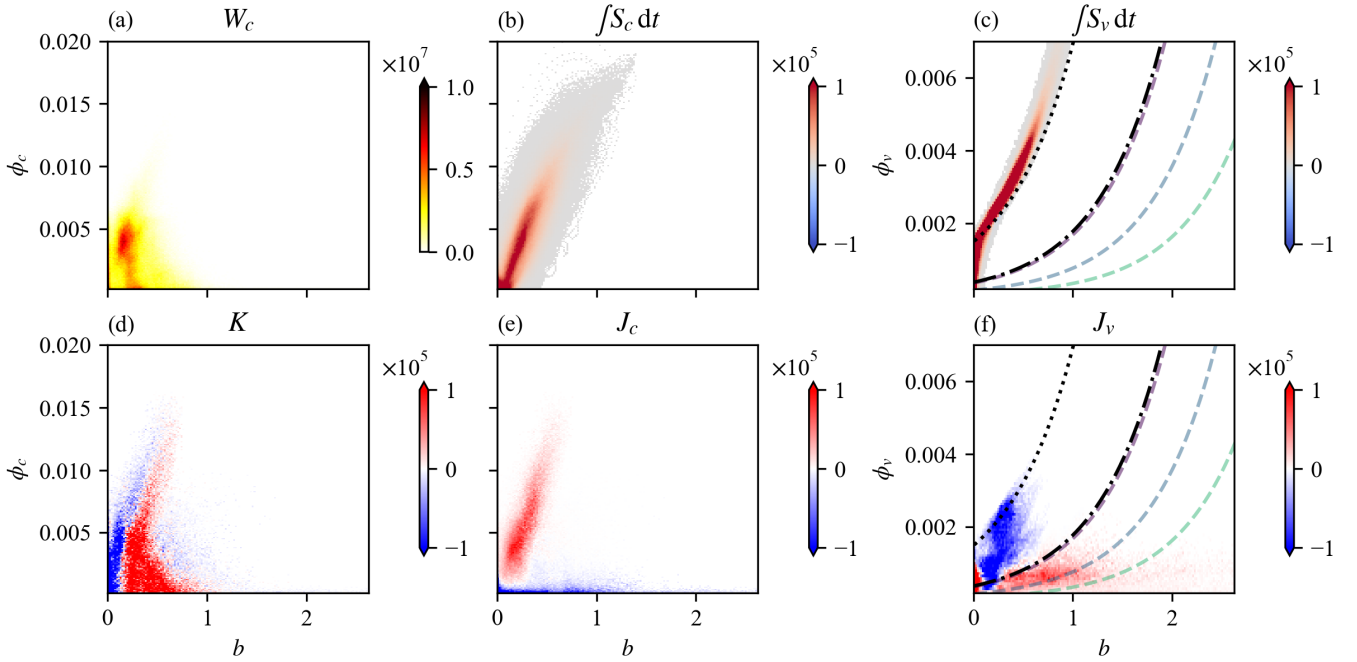 (a) W_c
(b) ∫S_c dt
(c) ∫S_v dt
×10^7
×10^5
×10^5
0.020
0.015
0.010
0.005
ϕ_c
1.0
0.5
0.0
1
0
−1
0.006
0.004
0.002
0.000
ϕ_v
1
0
−1
(d) K
(e) J_c
(f) J_v
×10^5
×10^5
×10^5
0.020
0.015
0.010
0.005
ϕ_c
1
0
−1
1
0
−1
0.006
0.004
0.002
ϕ_v
1
0
−1
0 1 2
0 1 2
0 1 2
b
b
b